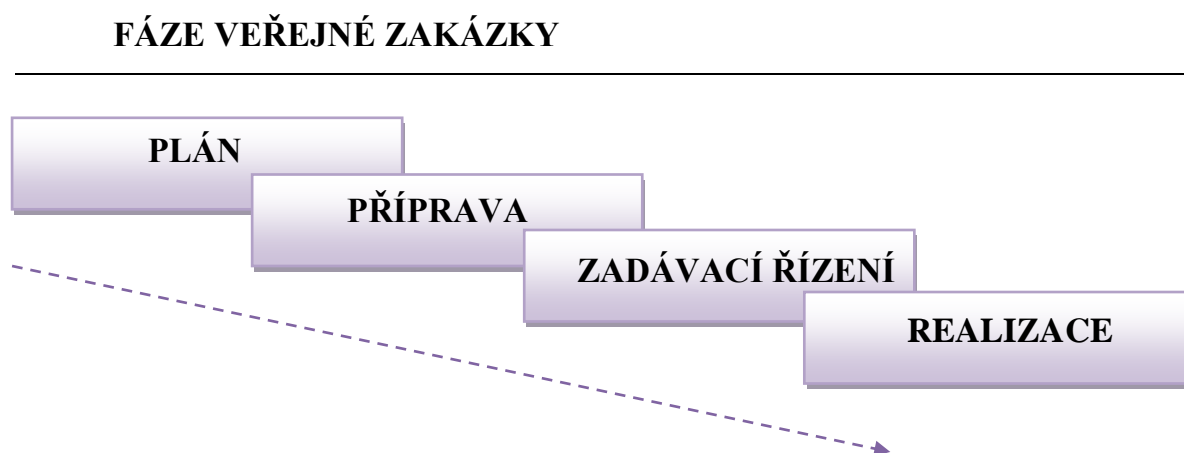 FÁZE VEŘEJNÉ ZAKÁZKY
PLÁN
PŘÍPRAVA
ZADÁVACÍ ŘÍZENÍ
REALIZACE